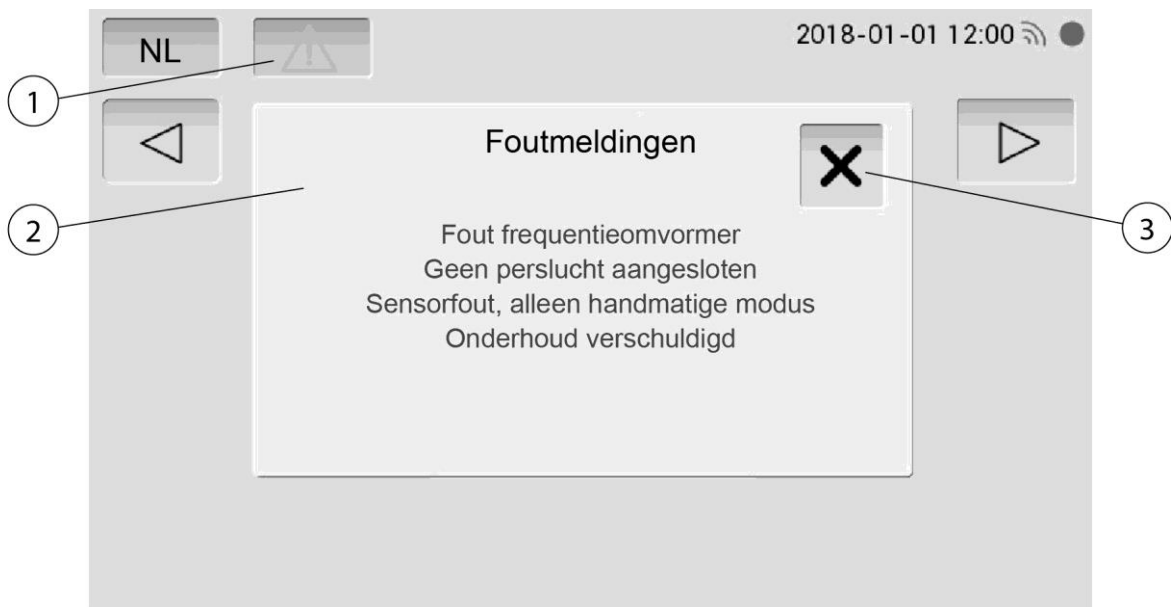 NL
2018-01-01 12:00
1
Foutmeldingen
2
3
Fout frequentieomvormer
Geen perslucht aangesloten
Sensorfout, alleen handmatige modus
Onderhoud verschuldigd